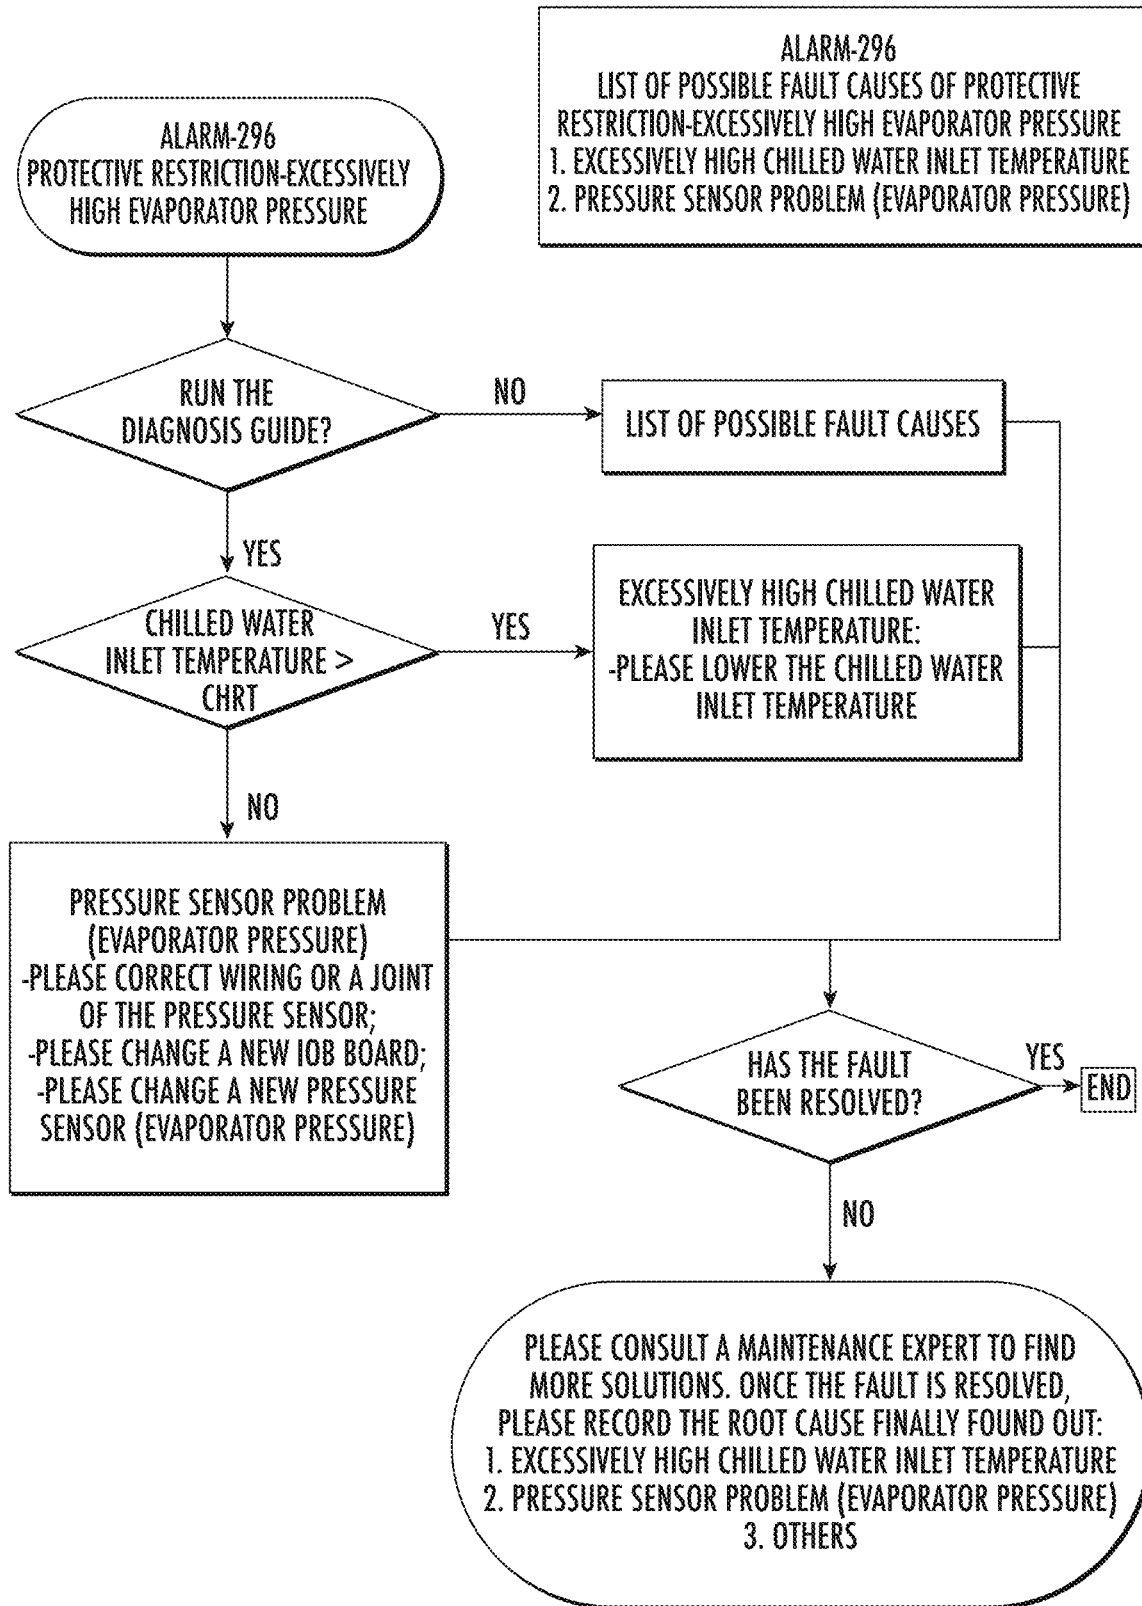 ALARM-296
LIST OF POSSIBLE FAULT CAUSES OF PROTECTIVE
RESTRICTION-EXCESSIVELY HIGH EVAPORATOR PRESSURE
1. EXCESSIVELY HIGH CHILLED WATER INLET TEMPERATURE
2. PRESSURE SENSOR PROBLEM (EVAPORATOR PRESSURE)
ALARM-296
PROTECTIVE RESTRICTION-EXCESSIVELY
HIGH EVAPORATOR PRESSURE
RUN THE
DIAGNOSIS GUIDE?
NO
LIST OF POSSIBLE FAULT CAUSES
YES
CHILLED WATER
INLET TEMPERATURE >
CHRT
YES
EXCESSIVELY HIGH CHILLED WATER
INLET TEMPERATURE:
-PLEASE LOWER THE CHILLED WATER
INLET TEMPERATURE
NO
PRESSURE SENSOR PROBLEM
(EVAPORATOR PRESSURE)
-PLEASE CORRECT WIRING OR A JOINT
OF THE PRESSURE SENSOR;
-PLEASE CHANGE A NEW IOB BOARD;
-PLEASE CHANGE A NEW PRESSURE
SENSOR (EVAPORATOR PRESSURE)
HAS THE FAULT
BEEN RESOLVED?
YES
END
NO
PLEASE CONSULT A MAINTENANCE EXPERT TO FIND
MORE SOLUTIONS. ONCE THE FAULT IS RESOLVED,
PLEASE RECORD THE ROOT CAUSE FINALLY FOUND OUT:
1. EXCESSIVELY HIGH CHILLED WATER INLET TEMPERATURE
2. PRESSURE SENSOR PROBLEM (EVAPORATOR PRESSURE)
3. OTHERS